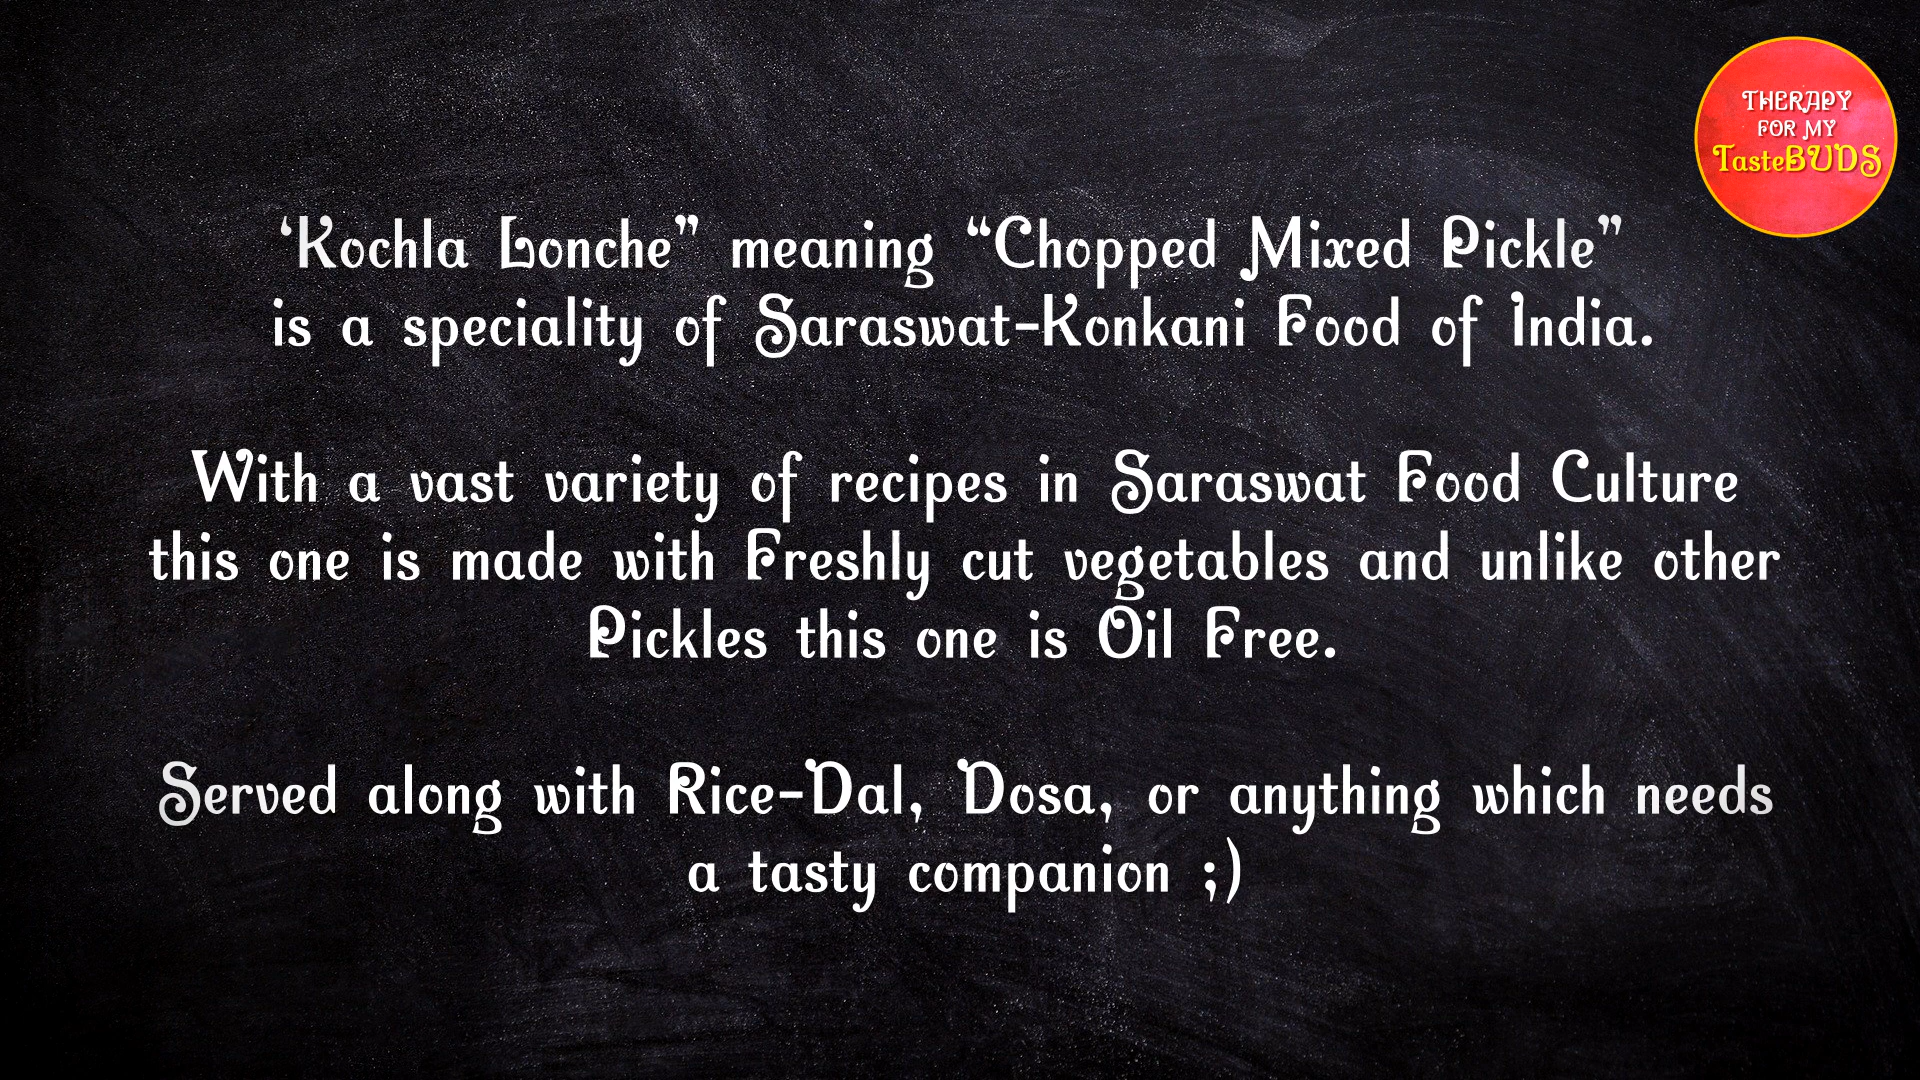 THERAPY
FOR MY
TasteBUDS
‘Kochla Lonche” meaning “Chopped Mixed Pickle”
is a speciality of Saraswat-Konkani Food of India.
With a vast variety of recipes in Saraswat Food Culture
this one is made with Freshly cut vegetables and unlike other
Pickles this one is Oil Free.
Served along with Rice-Dal, Dosa, or anything which needs
a tasty companion ;)